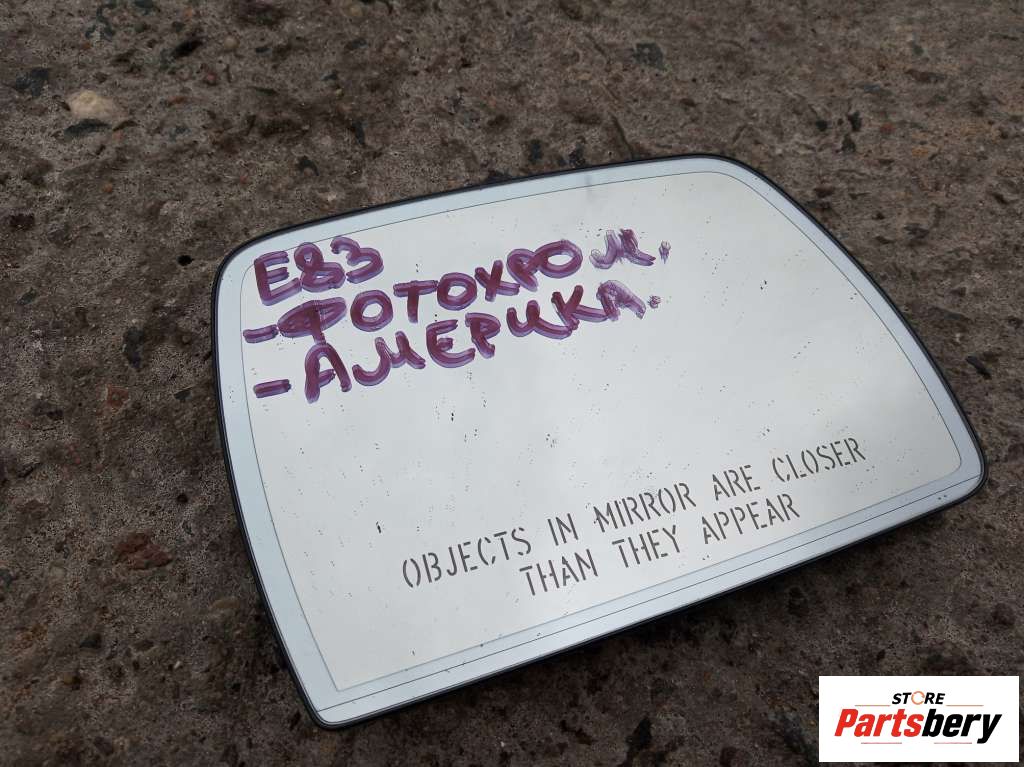 E83
-ФОТОХРОМ.
-АМЕРИКА.
OBJECTS IN MIRROR ARE CLOSER
THAN THEY APPEAR
STORE
Partsbery